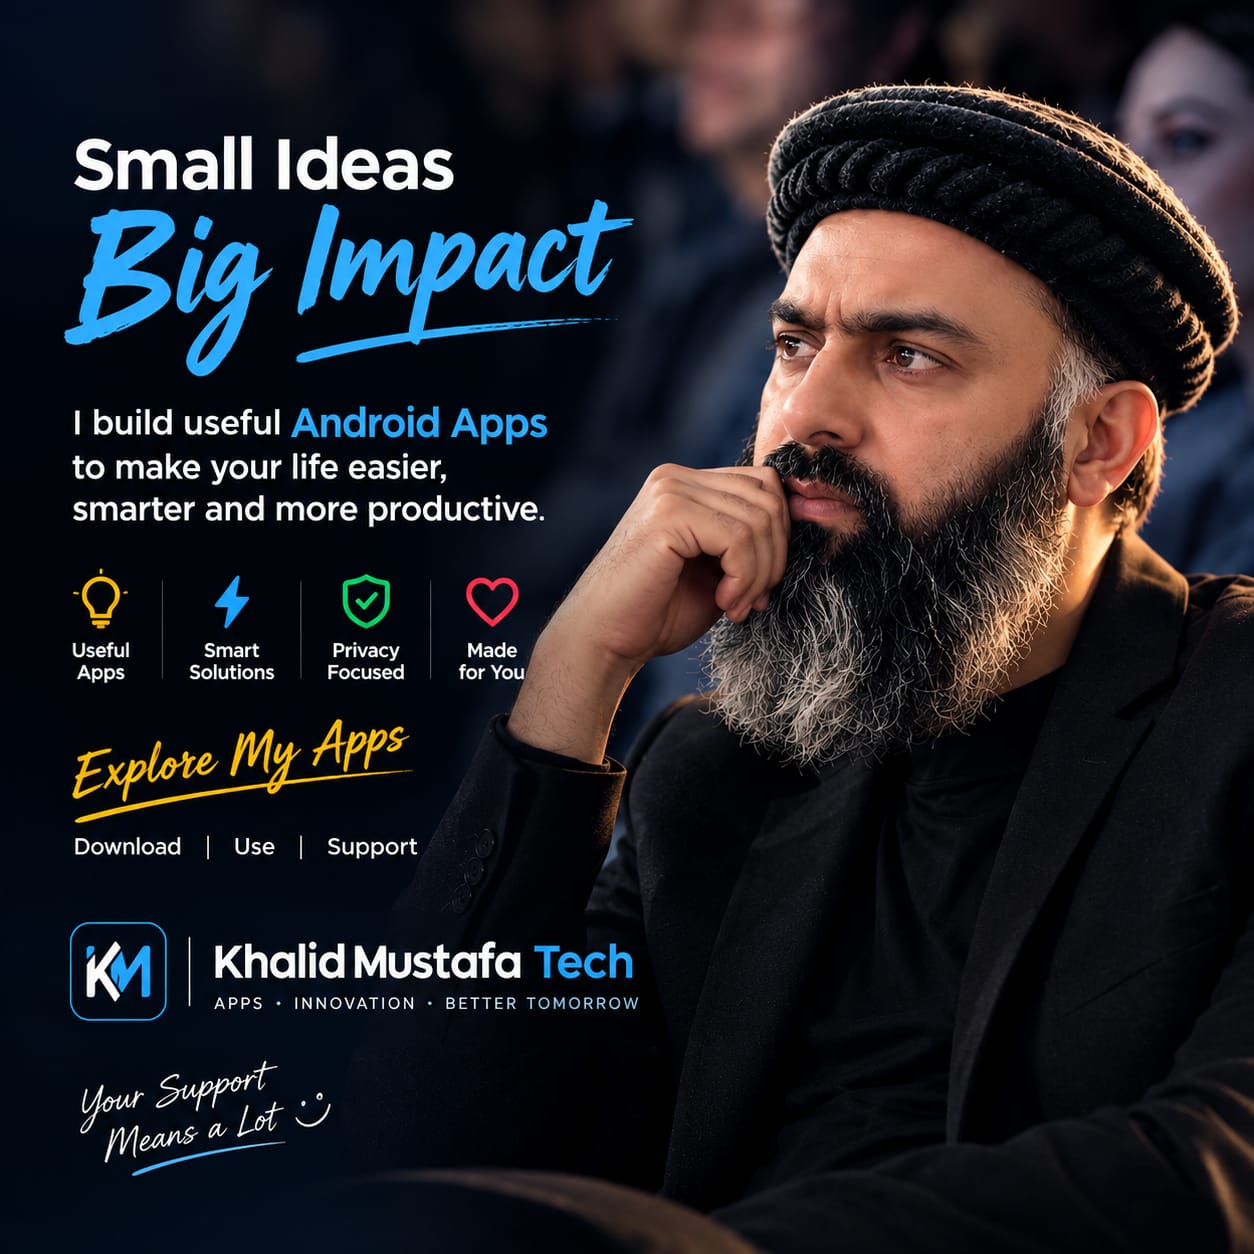 Small Ideas
Big Impact
I build useful Android Apps
to make your life easier,
smarter and more productive.
Useful
Apps
Smart
Solutions
Privacy
Focused
Made
for You
Explore My Apps
Download | Use | Support
KM
Khalid Mustafa Tech
APPS • INNOVATION • BETTER TOMORROW
Your Support
Means a Lot